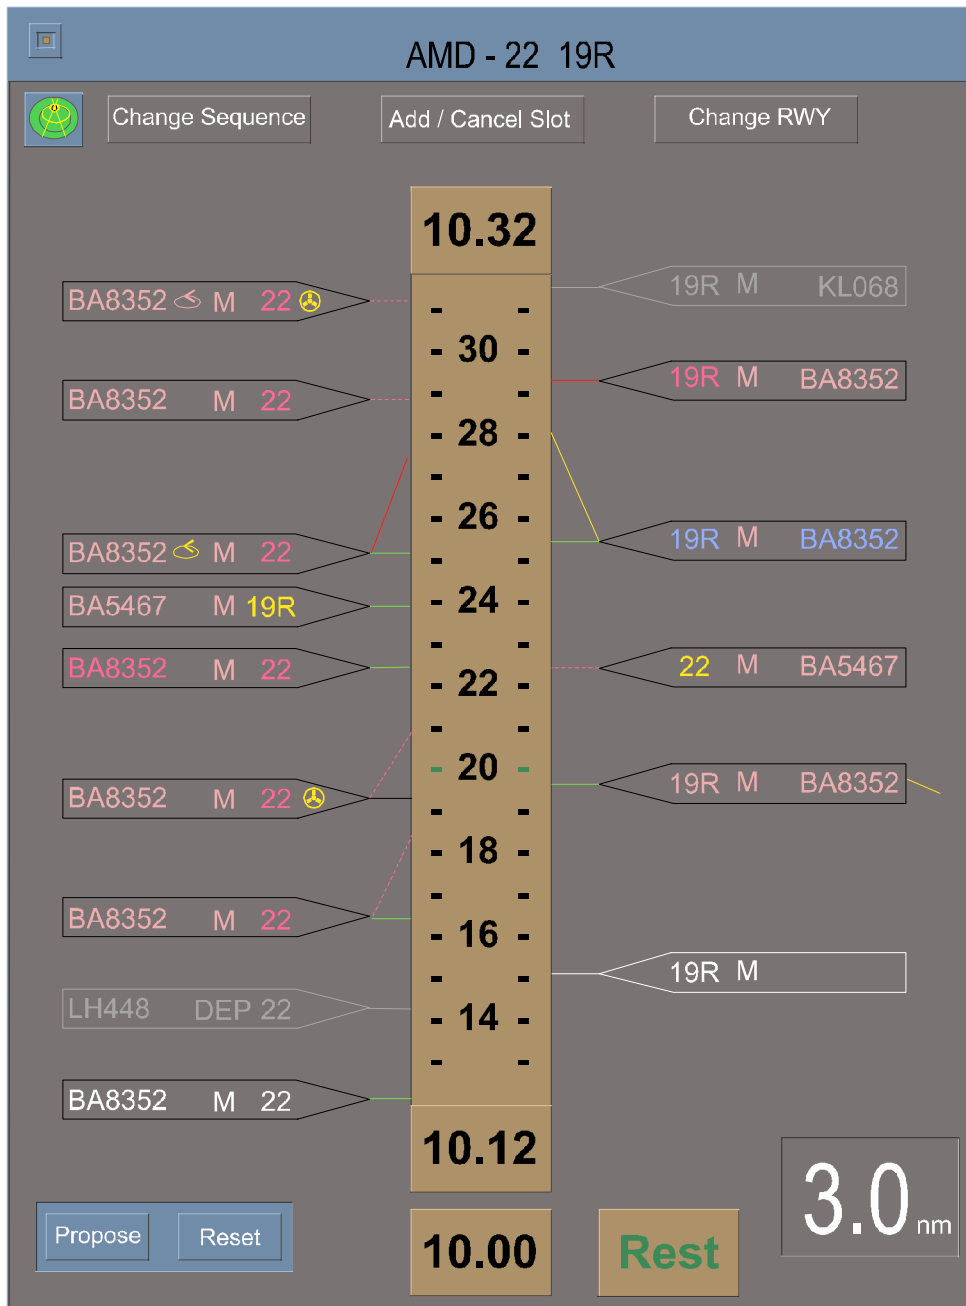 AMD - 22 19R
Change Sequence
Add / Cancel Slot
Change RWY
10.32
BA8352 M 22
19R M KL068
30
19R M BA8352
BA8352 M 22
28
26
19R M BA8352
BA8352 M 22
BA5467 M 19R
24
BA8352 M 22
22 M BA5467
22
20
19R M BA8352
BA8352 M 22
18
BA8352 M 22
16
19R M
LH448 DEP 22
14
BA8352 M 22
10.12
3.0 nm
Propose
Reset
10.00
Rest